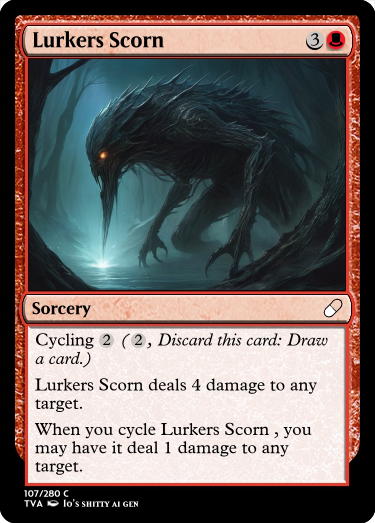 Lurkers Scorn 3
Sorcery
Cycling 2 ( 2, Discard this card: Draw
a card.)
Lurkers Scorn deals 4 damage to any
target.
When you cycle Lurkers Scorn , you
may have it deal 1 damage to any
target.
107/280 C
TVA Io's SHITTY AI GEN